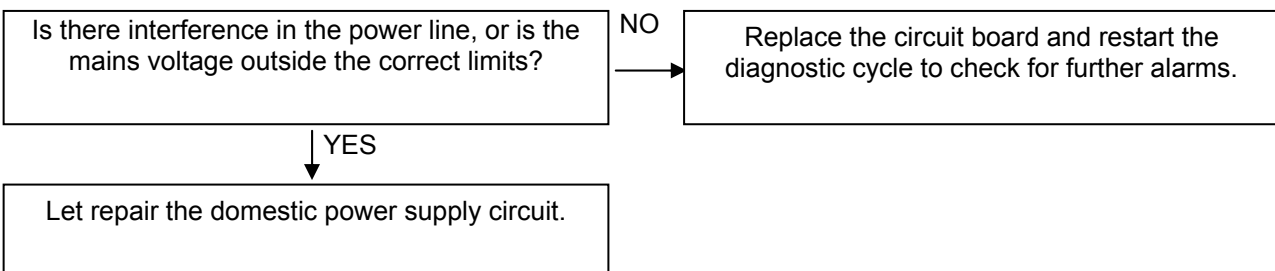 Is there interference in the power line, or is the
mains voltage outside the correct limits?
NO
Replace the circuit board and restart the
diagnostic cycle to check for further alarms.
YES
Let repair the domestic power supply circuit.